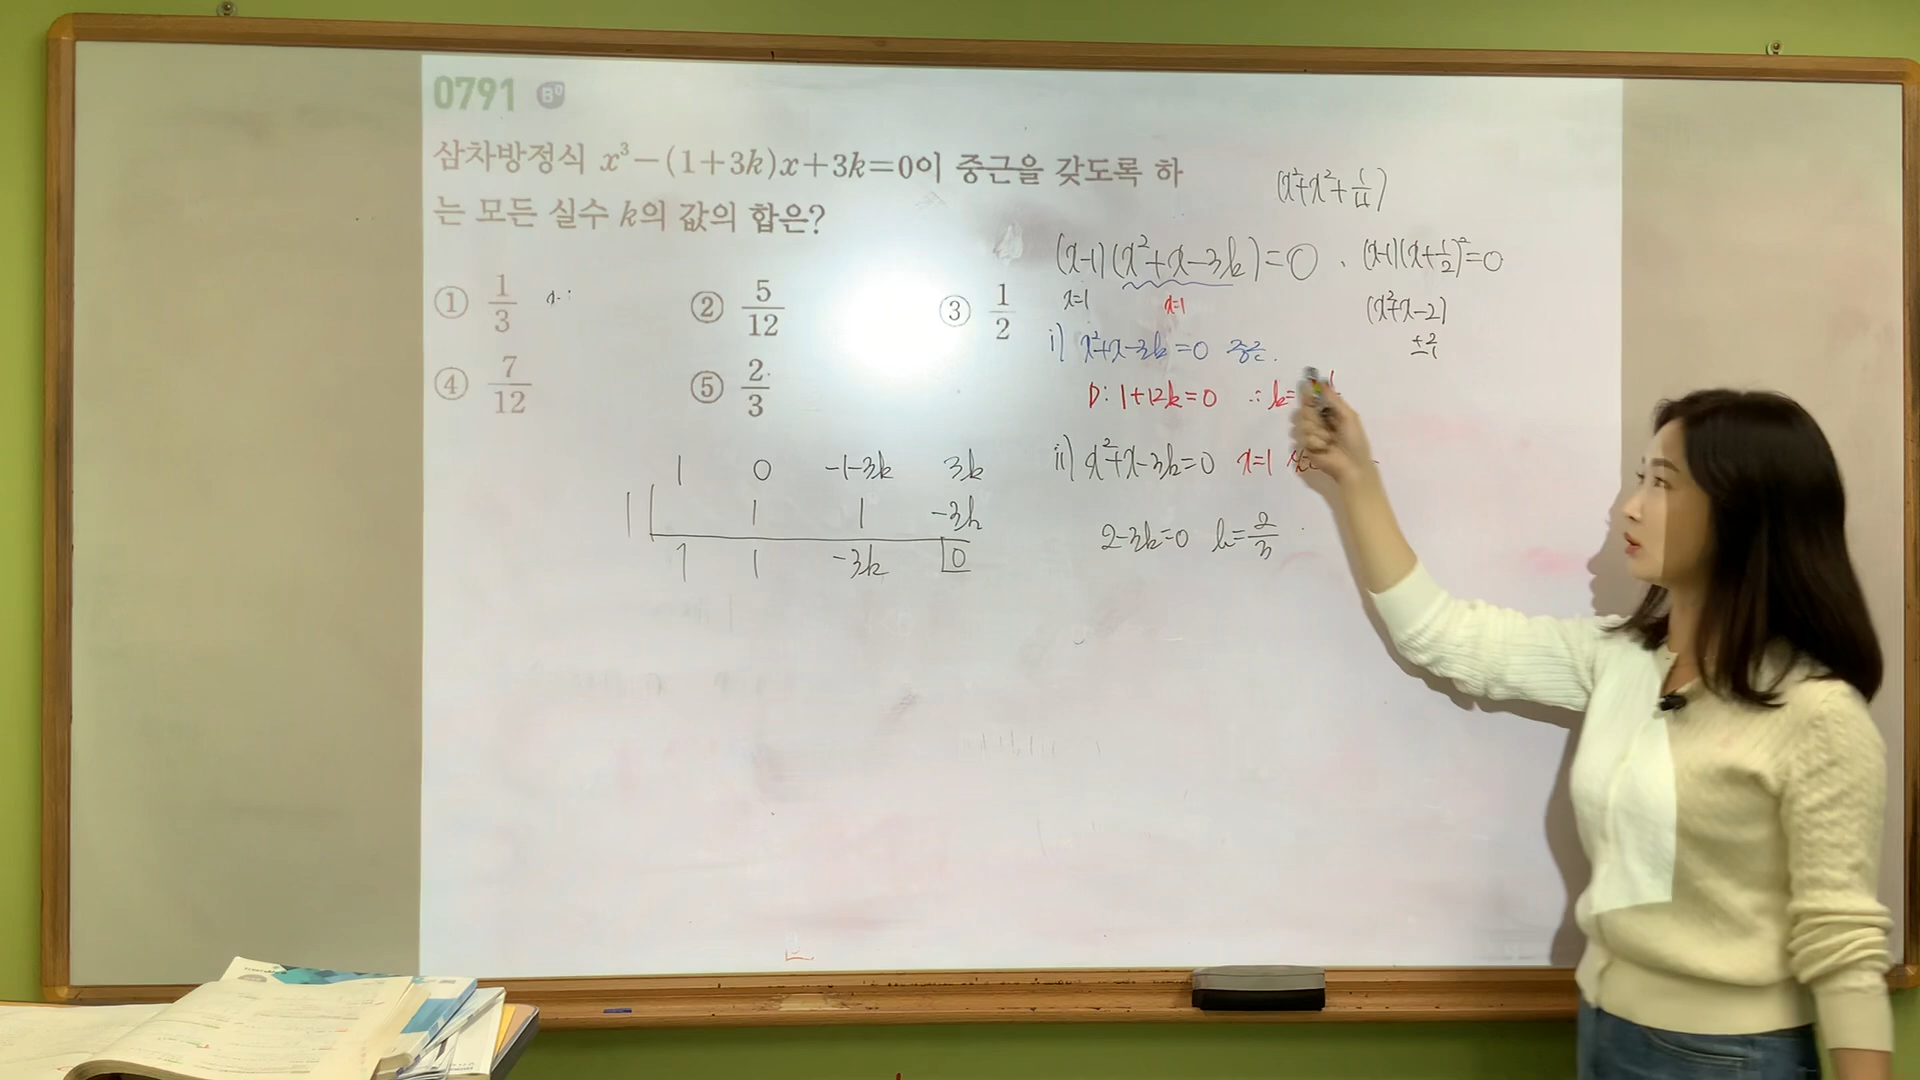 0791 B0
삼차방정식 x³-(1+3k)x+3k=0이 중근을 갖도록 하
는 모든 실수 k의 값의 합은?
① 1/3 ② 5/12 ③ 1/2
④ 7/12 ⑤ 2/3
1 0 -1-3k 3k
1 1 1 -3k
1 1 -3k 0
(x²+x²+1/4)
(x-1)(x²+x-3k)=0 , (x-1)(x+1/2)²=0
x=1 x=1 (x²+x-2)
+2
-1
i) x²+x-3k=0 중근.
D: 1+12k=0 ∴ k=
ii) x²+x-3k=0 x=1
2-3k=0 k=2/3